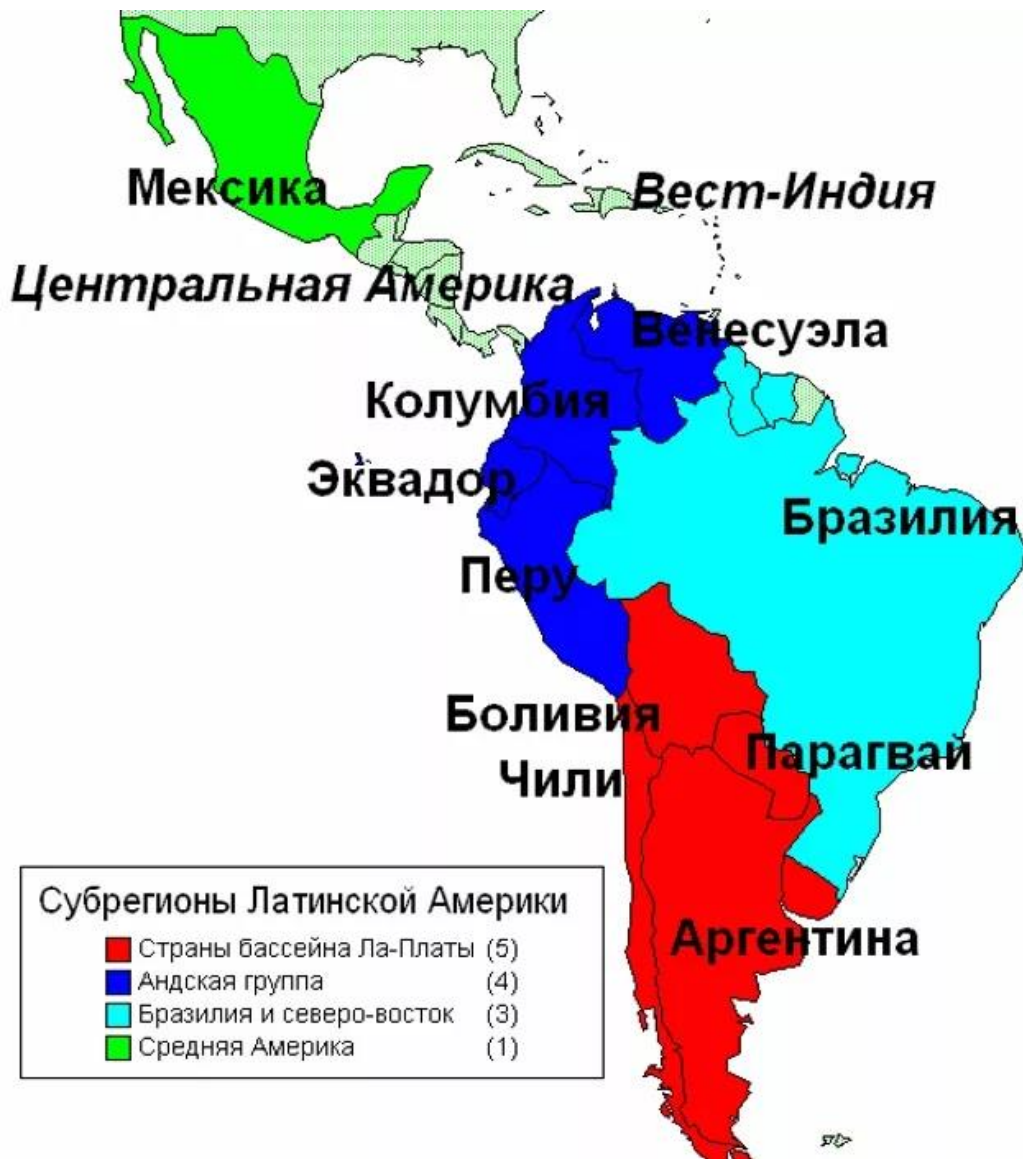 Мексика
Вест-Индия
Центральная Америка
Венесуэла
Колумбия
Эквадор
Бразилия
Перу
Боливия
Парагвай
Чили
Субрегионы Латинской Америки
Страны бассейна Ла-Платы (5)
Андская группа (4)
Бразилия и северо-восток (3)
Средняя Америка (1)
Аргентина